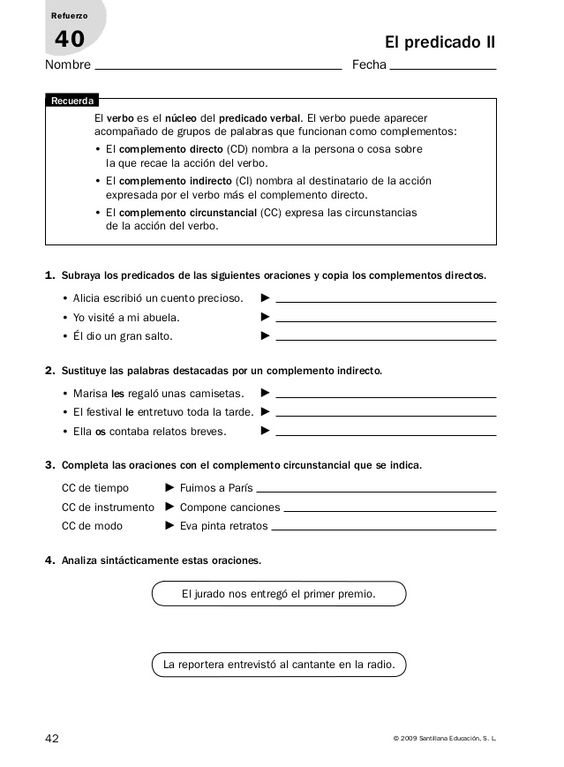 Refuerzo
40
El predicado II
Nombre
Fecha
Recuerda
El verbo es el núcleo del predicado verbal. El verbo puede aparecer
acompañado de grupos de palabras que funcionan como complementos:
• El complemento directo (CD) nombra a la persona o cosa sobre
la que recae la acción del verbo.
• El complemento indirecto (CI) nombra al destinatario de la acción
expresada por el verbo más el complemento directo.
• El complemento circunstancial (CC) expresa las circunstancias
de la acción del verbo.
1. Subraya los predicados de las siguientes oraciones y copia los complementos directos.
• Alicia escribió un cuento precioso.
• Yo visité a mi abuela.
• Él dio un gran salto.
2. Sustituye las palabras destacadas por un complemento indirecto.
• Marisa les regaló unas camisetas.
• El festival le entretuvo toda la tarde.
• Ella os contaba relatos breves.
3. Completa las oraciones con el complemento circunstancial que se indica.
CC de tiempo ► Fuimos a París
CC de instrumento ► Compone canciones
CC de modo ► Eva pinta retratos
4. Analiza sintácticamente estas oraciones.
El jurado nos entregó el primer premio.
La reportera entrevistó al cantante en la radio.
42
© 2009 Santillana Educación, S. L.